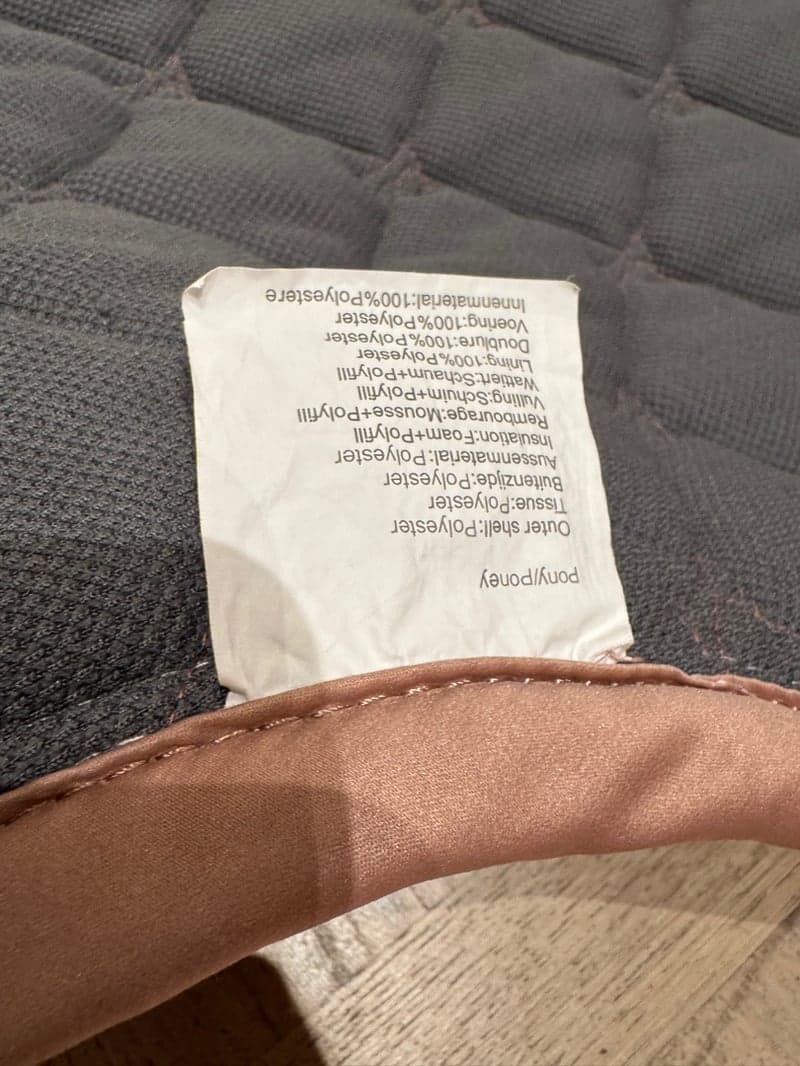 pony/poney
Outer shell:Polyester
Tissue:Polyester
Buitenzijde:Polyester
Aussenmaterial:Polyester
Insulation:Foam+Polyfill
Rembourage:Mousse+Polyfill
Vulling:Schuim+Polyfill
Wattiert:Schaum+Polyfill
Lining:100%Polyester
Doublure:100%Polyester
Voering:100%Polyester
Innenmaterial:100%Polyestere